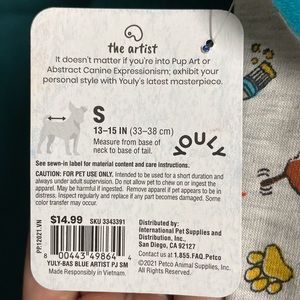 the artist
It doesn't matter if you're into Pup Art or
Abstract Canine Expressionism; exhibit your
personal style with Youly's latest masterpiece.
S
13–15 IN (33–38 cm)
Measure from base of
neck to base of tail.
YOULY
See sewn-in label for material content and care instructions.
CAUTION: FOR PET USE ONLY. Intended to be used for a short duration and
always under adult supervision. Do not allow pet to chew on or ingest the
apparel. May be harmful if ingested. Remove apparel if pet appears to be in
distress. Inspect regularly and replace if any part becomes damaged. Some
color transfer may occur.
PP12021.VN
$14.99 SKU 3343391
8 00443 49864 4
YULY-BAS BLUE ARTIST PJ SM
Made Responsibly in Vietnam.
Distributed by:
International Pet Supplies and
Distribution, Inc.,
San Diego, CA 92127
Contact us at 1.855.FAQ.Petco
©2021 Petco Animal Supplies, Inc.
All Rights Reserved.